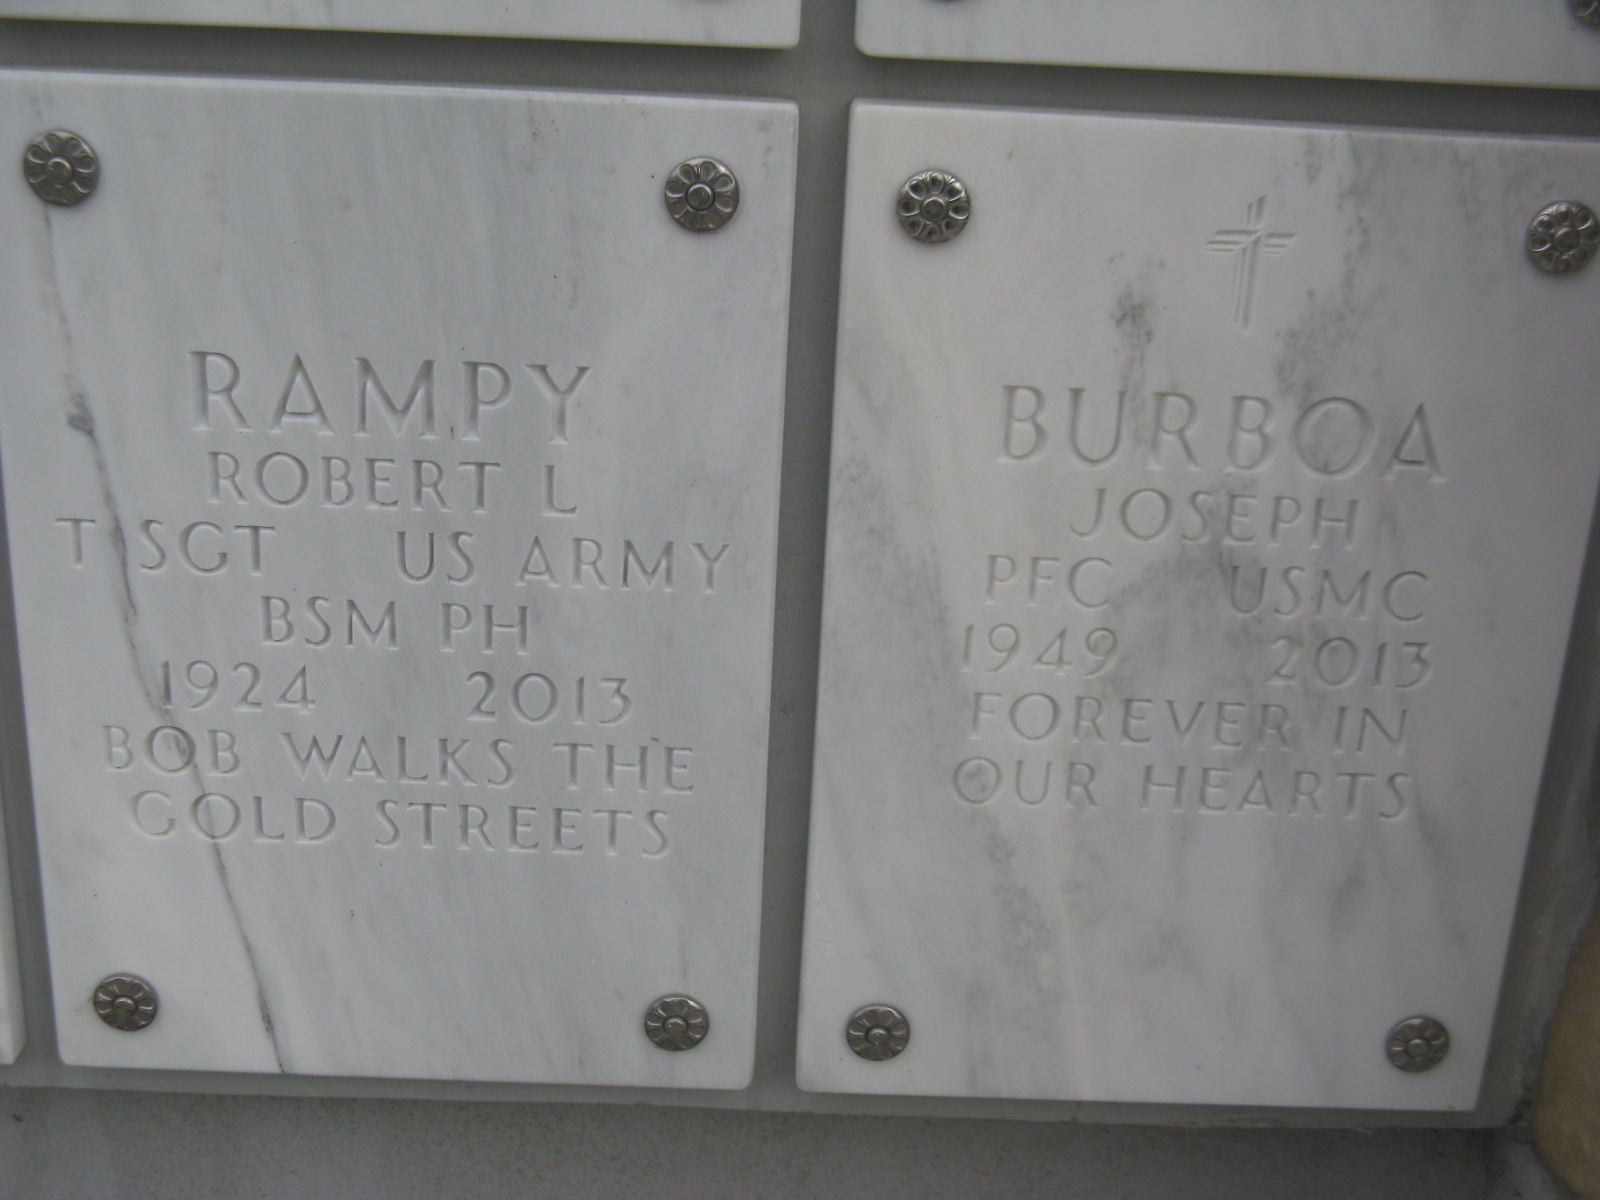 RAMPY
ROBERT L
T SGT US ARMY
BSM PH
1924 2013
BOB WALKS THE
GOLD STREETS
BURBOA
JOSEPH
PFC USMC
1949 2013
FOREVER IN
OUR HEARTS